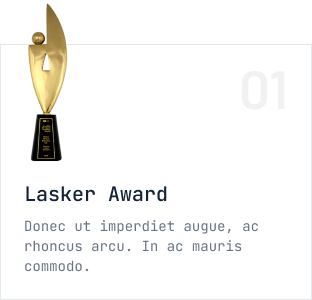 01
Lasker Award
Donec ut imperdiet augue, ac
rhoncus arcu. In ac mauris
commodo.